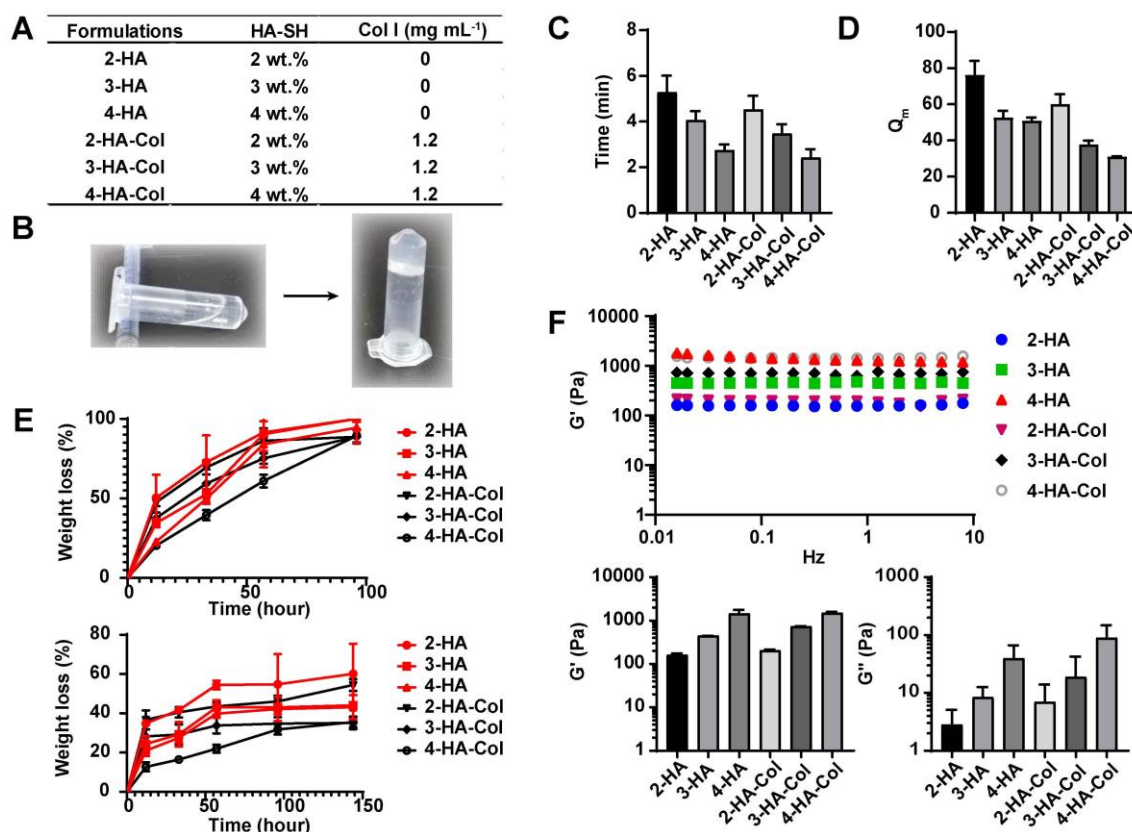 A
Formulations HA-SH Col I (mg mL⁻¹)
2-HA 2 wt.% 0
3-HA 3 wt.% 0
4-HA 4 wt.% 0
2-HA-Col 2 wt.% 1.2
3-HA-Col 3 wt.% 1.2
4-HA-Col 4 wt.% 1.2
B
C
Time (min)
8
6
4
2
0
2-HA
3-HA
4-HA
2-HA-Col
3-HA-Col
4-HA-Col
D
Qm
100
80
60
40
20
0
2-HA
3-HA
4-HA
2-HA-Col
3-HA-Col
4-HA-Col
E
Weight loss (%)
100
50
0
0 50 100
Time (hour)
2-HA
3-HA
4-HA
2-HA-Col
3-HA-Col
4-HA-Col
Weight loss (%)
80
60
40
20
0
0 50 100 150
Time (hour)
2-HA
3-HA
4-HA
2-HA-Col
3-HA-Col
4-HA-Col
F
G' (Pa)
10000
1000
100
10
1
0.01 0.1 1 10
Hz
2-HA
3-HA
4-HA
2-HA-Col
3-HA-Col
4-HA-Col
G' (Pa)
10000
1000
100
10
1
2-HA
3-HA
4-HA
2-HA-Col
3-HA-Col
4-HA-Col
G'' (Pa)
1000
100
10
1
2-HA
3-HA
4-HA
2-HA-Col
3-HA-Col
4-HA-Col